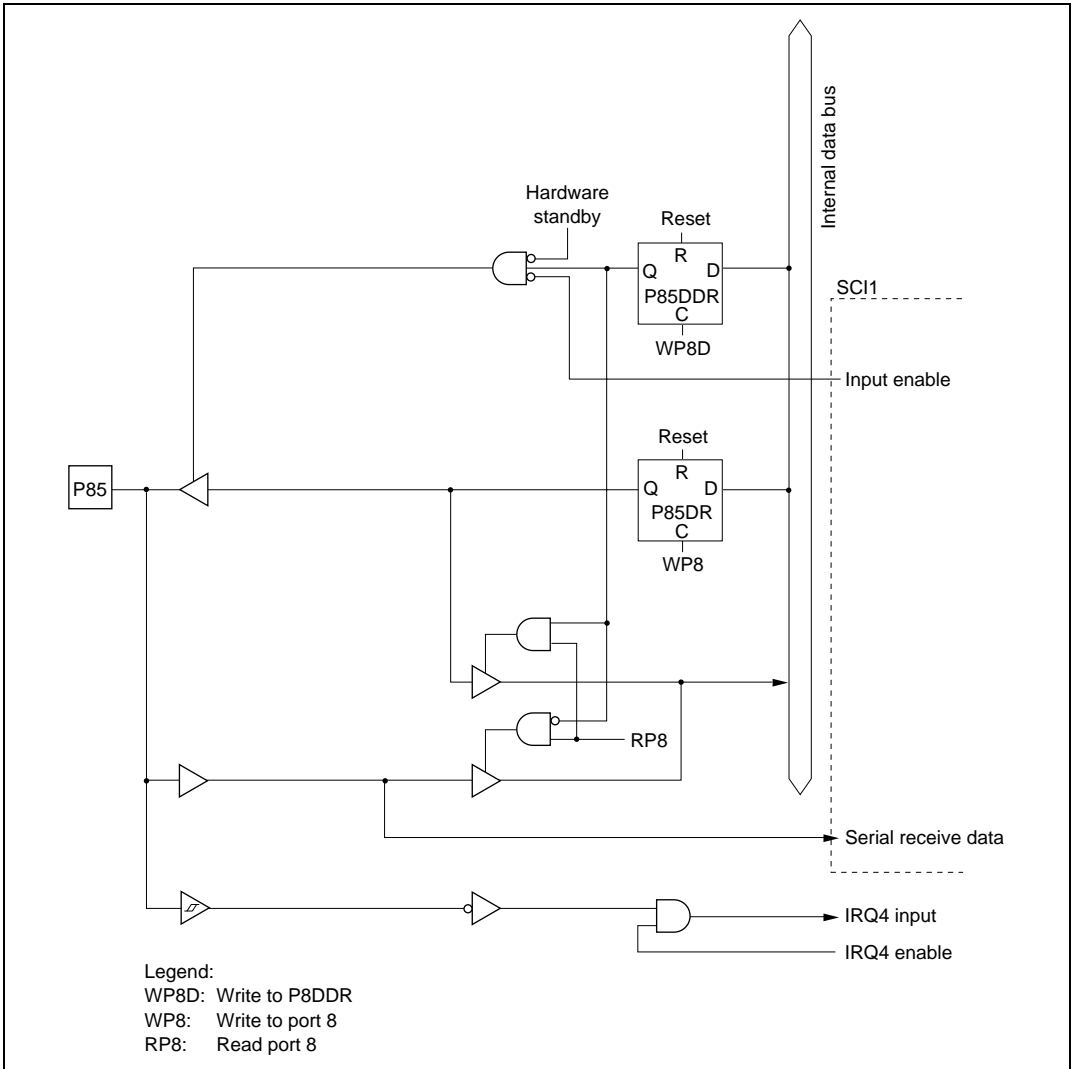 Internal data bus
Hardware
standby
Reset
R
Q
D
P85DDR
C
WP8D
SCI1
Input enable
Reset
R
P85
Q
D
P85DR
C
WP8
RP8
Serial receive data
IRQ4 input
IRQ4 enable
Legend:
WP8D: Write to P8DDR
WP8: Write to port 8
RP8: Read port 8